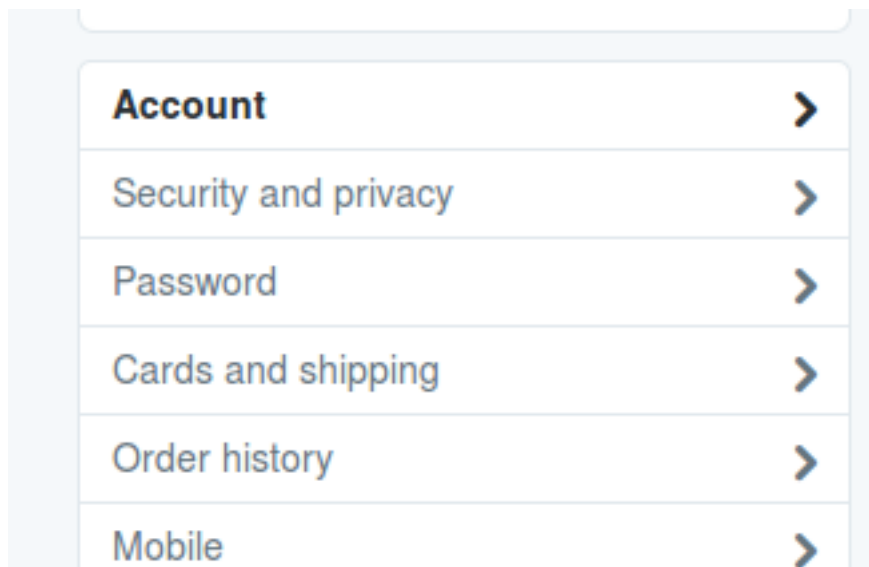 Account
Security and privacy
Password
Cards and shipping
Order history
Mobile